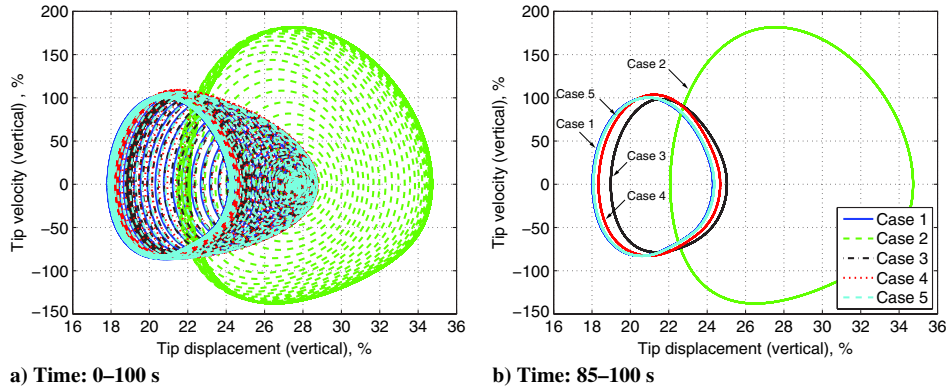 200
150
100
50
0
−50
−100
−150
16 18 20 22 24 26 28 30 32 34 36
Tip velocity (vertical), %
Tip displacement (vertical), %
a) Time: 0–100 s
200
150
100
50
0
−50
−100
−150
16 18 20 22 24 26 28 30 32 34 36
Tip velocity (vertical), %
Tip displacement (vertical), %
Case 2
Case 5
Case 1
Case 3
Case 4
Case 1
Case 2
Case 3
Case 4
Case 5
b) Time: 85–100 s